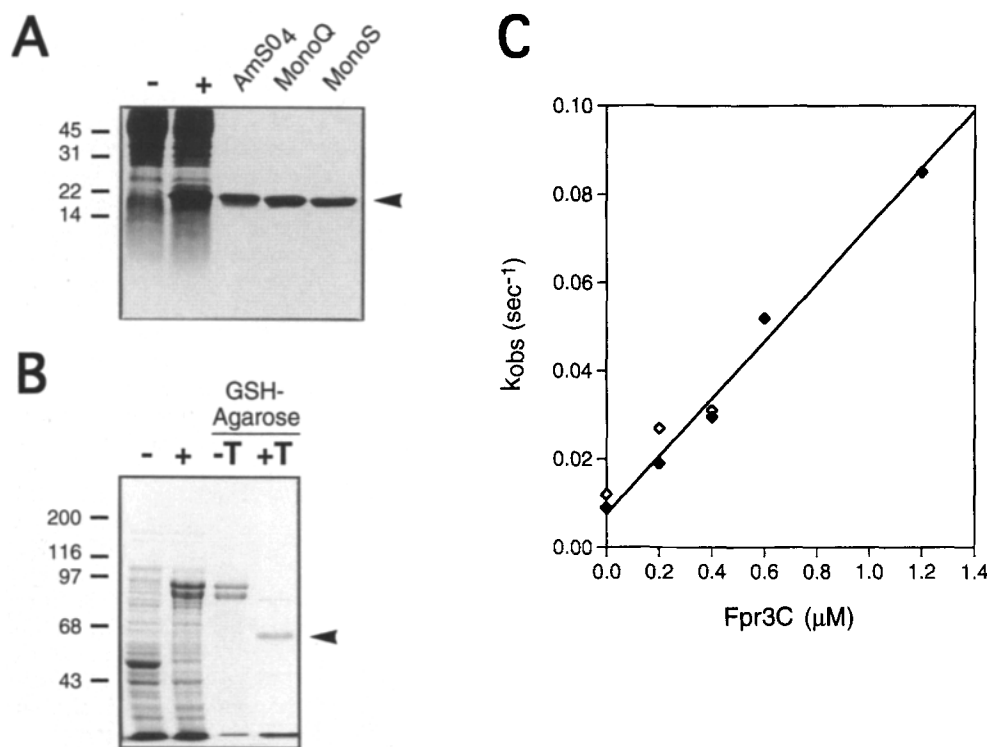 A
AmSO4
MonoQ
MonoS
- +
45
31
22
14
B
GSH-
Agarose
- + -T +T
200
116
97
68
43
C
kobs (sec-1)
0.10
0.08
0.06
0.04
0.02
0.00
0.0 0.2 0.4 0.6 0.8 1.0 1.2 1.4
Fpr3C (μM)